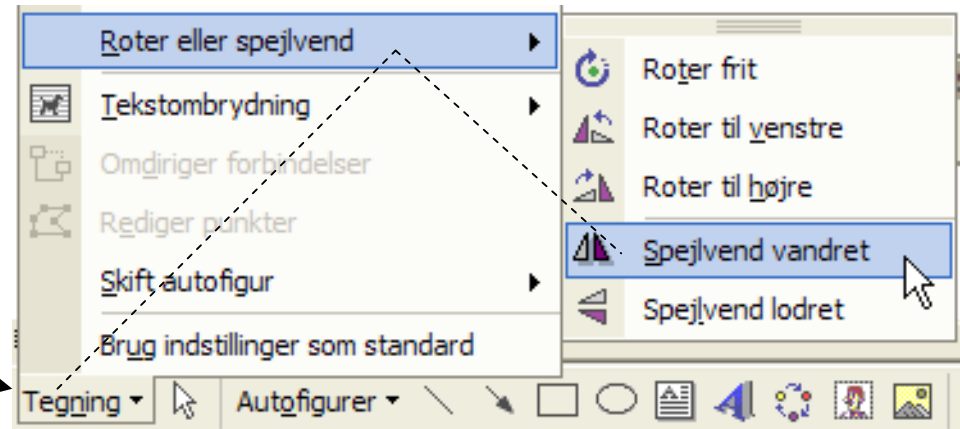 Roter eller spejlvend
Tekstombrydning
Omdiriger forbindelser
Rediger punkter
Skift autofigur
Brug indstillinger som standard
Roter frit
Roter til venstre
Roter til højre
Spejlvend vandret
Spejlvend lodret
Tegning
Autofigurer